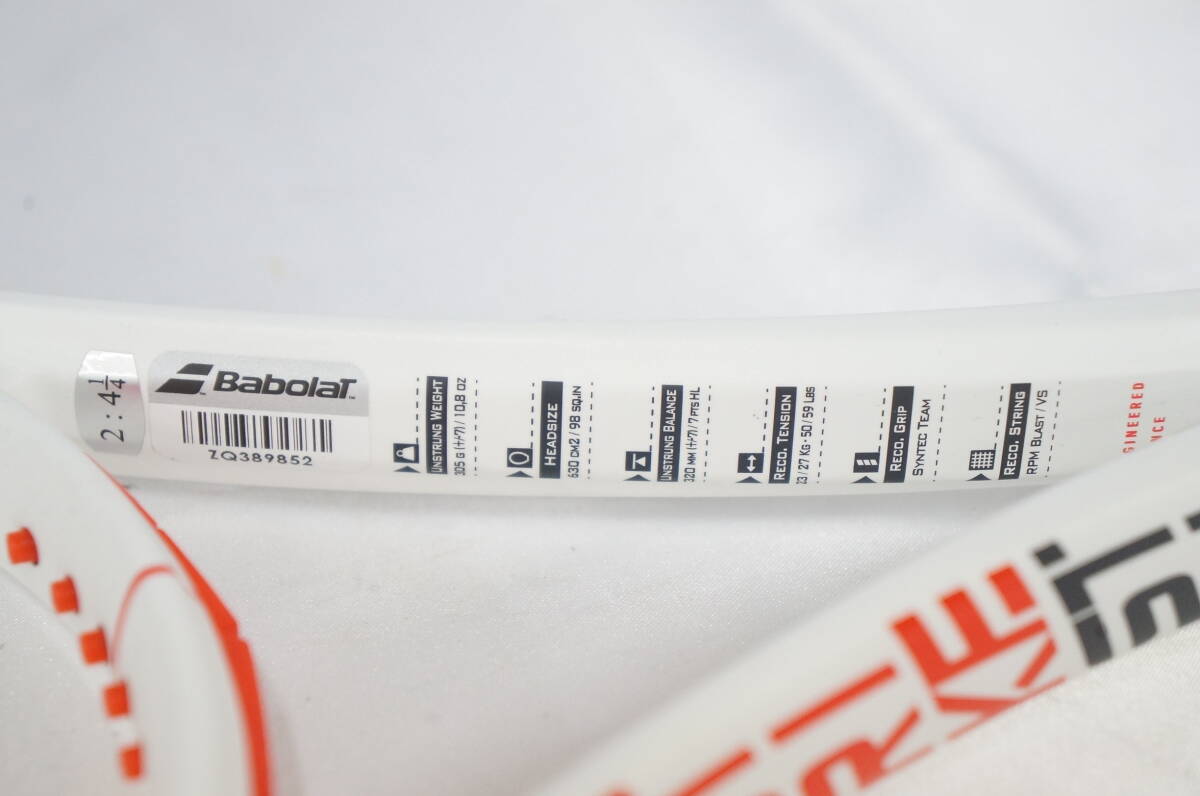 2 : 4 1/4
BabolaT
ZQ389852
UNSTRUNG WEIGHT
305 G (+/-7) / 10,8 OZ
HEADSIZE
630 CM2 / 98 SQ.IN
UNSTRUNG BALANCE
320 MM (+/-7) / 7 PTS HL
RECO. TENSION
23 / 27 KG - 50 / 59 LBS
RECO. GRIP
SYNTEC TEAM
RECO. STRING
RPM BLAST / VS
GINEERED
NCE